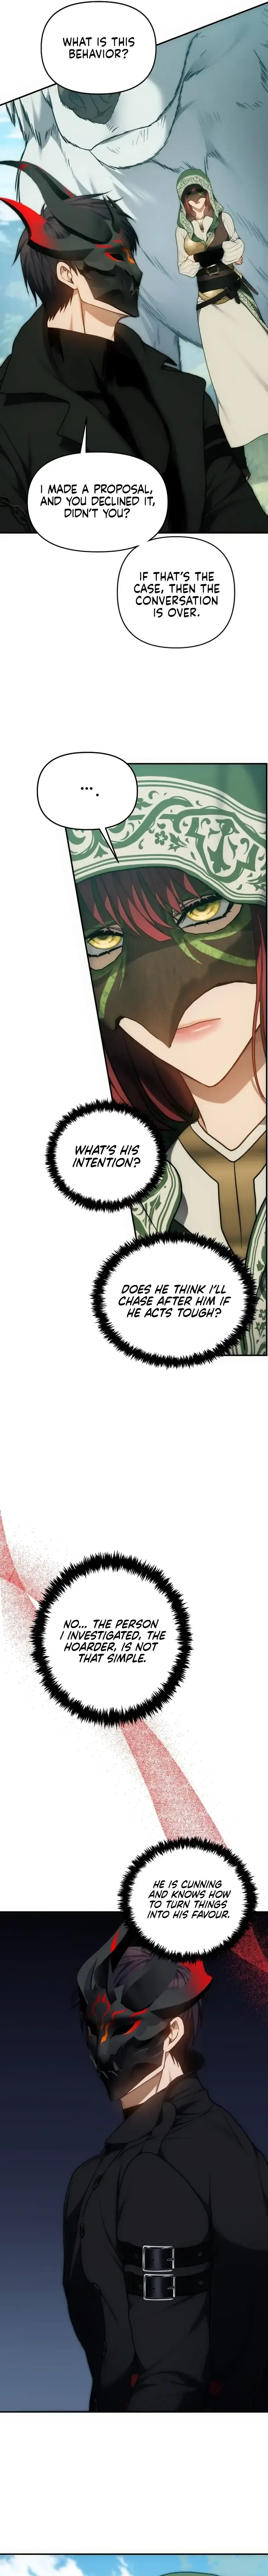 WHAT IS THIS
BEHAVIOR?
I MADE A PROPOSAL,
AND YOU DECLINED IT,
DIDN'T YOU?
IF THAT'S THE
CASE, THEN THE
CONVERSATION
IS OVER.
... .
WHAT'S HIS
INTENTION?
DOES HE THINK I'LL
CHASE AFTER HIM IF
HE ACTS TOUGH?
NO... THE PERSON
I INVESTIGATED, THE
HOARDER, IS NOT
THAT SIMPLE.
HE IS CUNNING
AND KNOWS HOW
TO TURN THINGS
INTO HIS FAVOUR.